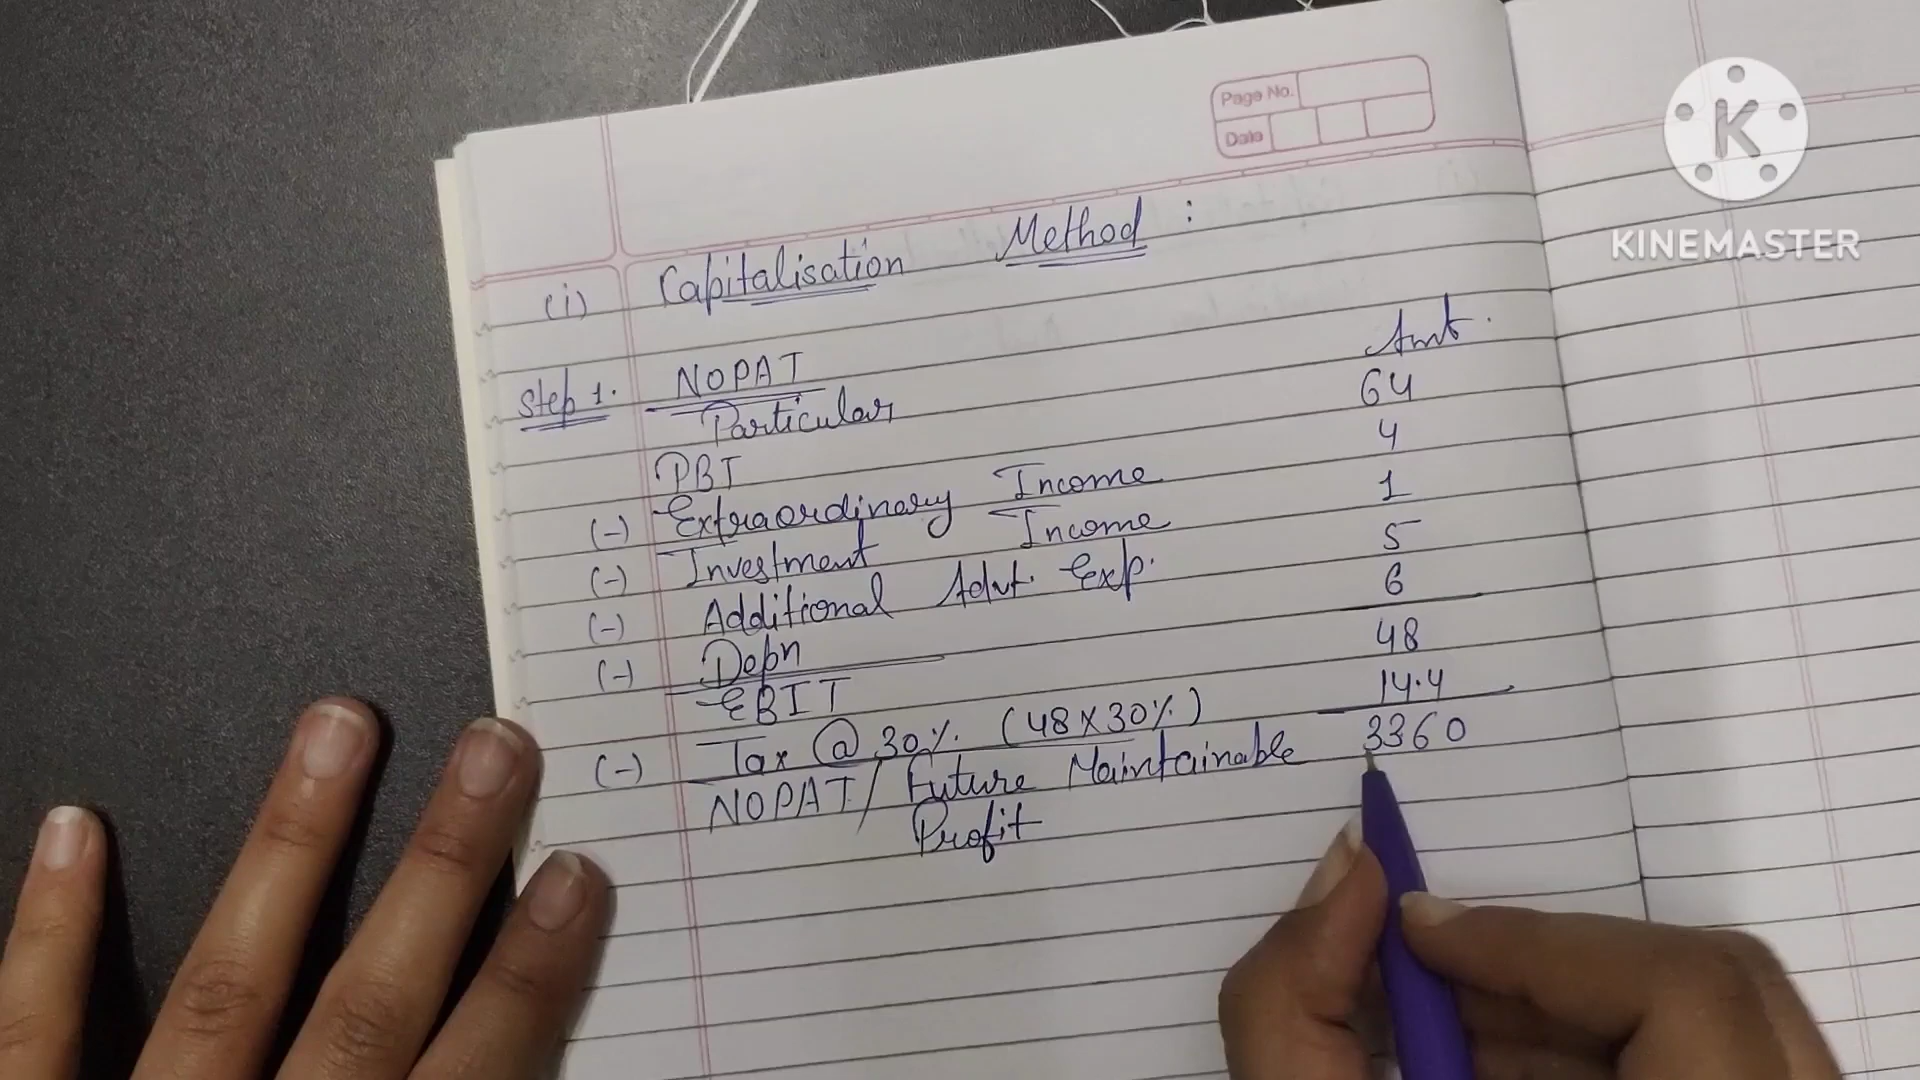 Page No.
Date
K
KINEMASTER
(i) Capitalisation Method :
Step 1. NOPAT
Particular Amt.
PBT 64
(-) Extraordinary Income 4
(-) Investment Income 1
(-) Additional Advt. Exp. 5
(-) Depn 6
EBIT 48
(-) Tax @ 30% (48 X 30%) 14.4
NOPAT / Future Maintainable 3360
Profit